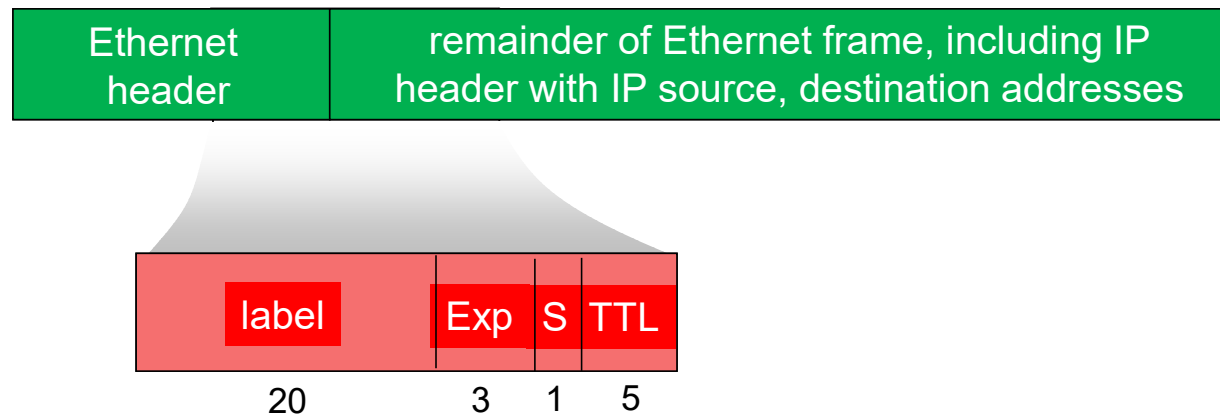 Ethernet
header
remainder of Ethernet frame, including IP
header with IP source, destination addresses
label Exp S TTL
20 3 1 5